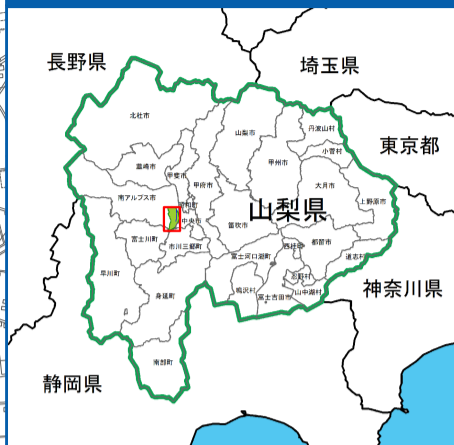 長野県
埼玉県
北杜市
山梨市
丹波山村
小菅村
甲州市
東京都
韮崎市
甲斐市
甲府市
大月市
南アルプス市
昭和町
山梨県
上野原市
中央市
笛吹市
富士川町
市川三郷町
西桂町
都留市
道志村
早川町
富士河口湖町
忍野村
身延町
鳴沢村
富士吉田市
山中湖村
神奈川県
南部町
静岡県